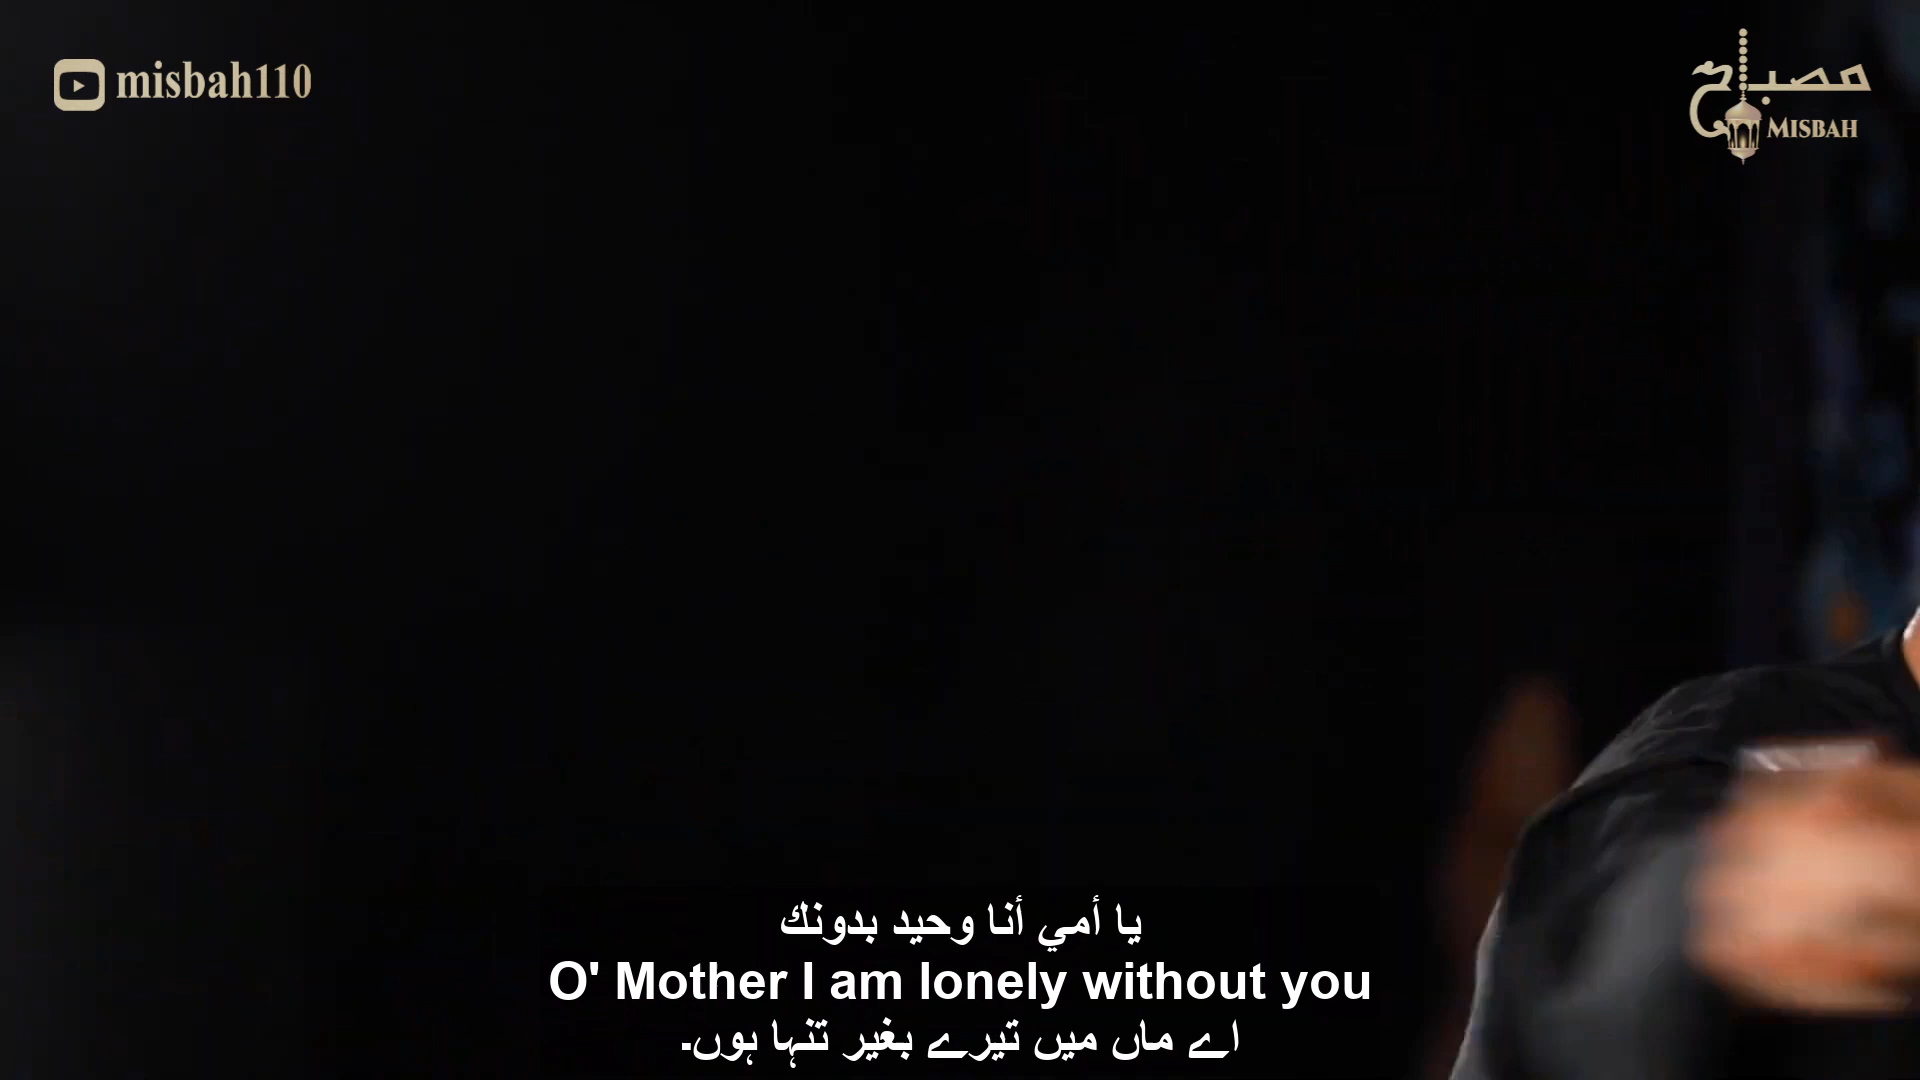 misbah110
مصباح
MISBAH
يا أمي أنا وحيد بدونك
O' Mother I am lonely without you
اے ماں میں تیرے بغیر تنہا ہوں۔